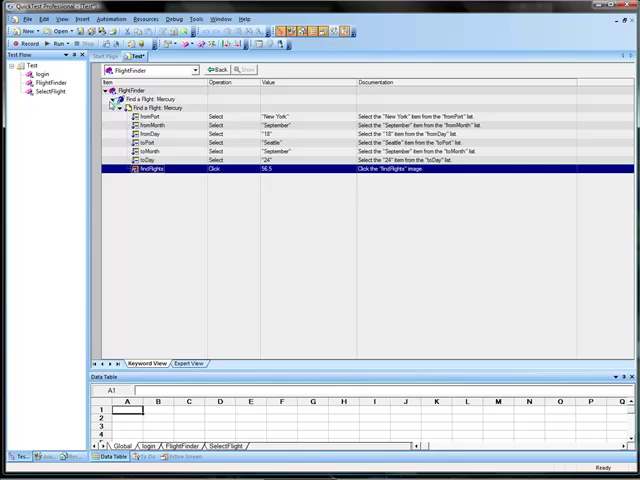 QuickTest Professional - [Test*]
File Edit View Insert Automation Resources Debug Tools Window Help
New Open
Record Run Stop
Test Flow
Start Page Test*
Test
login
FlightFinder
SelectFlight
FlightFinder Back
Item Operation Value Documentation
FlightFinder
Find a Flight: Mercury
Find a Flight: Mercury
fromPort Select "New York" Select the "New York" item from the "fromPort" list.
fromMonth Select "September" Select the "September" item from the "fromMonth" list.
fromDay Select "18" Select the "18" item from the "fromDay" list.
toPort Select "Seattle" Select the "Seattle" item from the "toPort" list.
toMonth Select "September" Select the "September" item from the "toMonth" list.
toDay Select "24" Select the "24" item from the "toDay" list.
findFlights Click 56,5 Click the "findFlights" image.
Keyword View Expert View
Data Table
A1
A B C D E F G H I J K L M N O P Q
1
2
3
4
Global login FlightFinder SelectFlight
Tes... Data Table To Do Active Screen
Ready